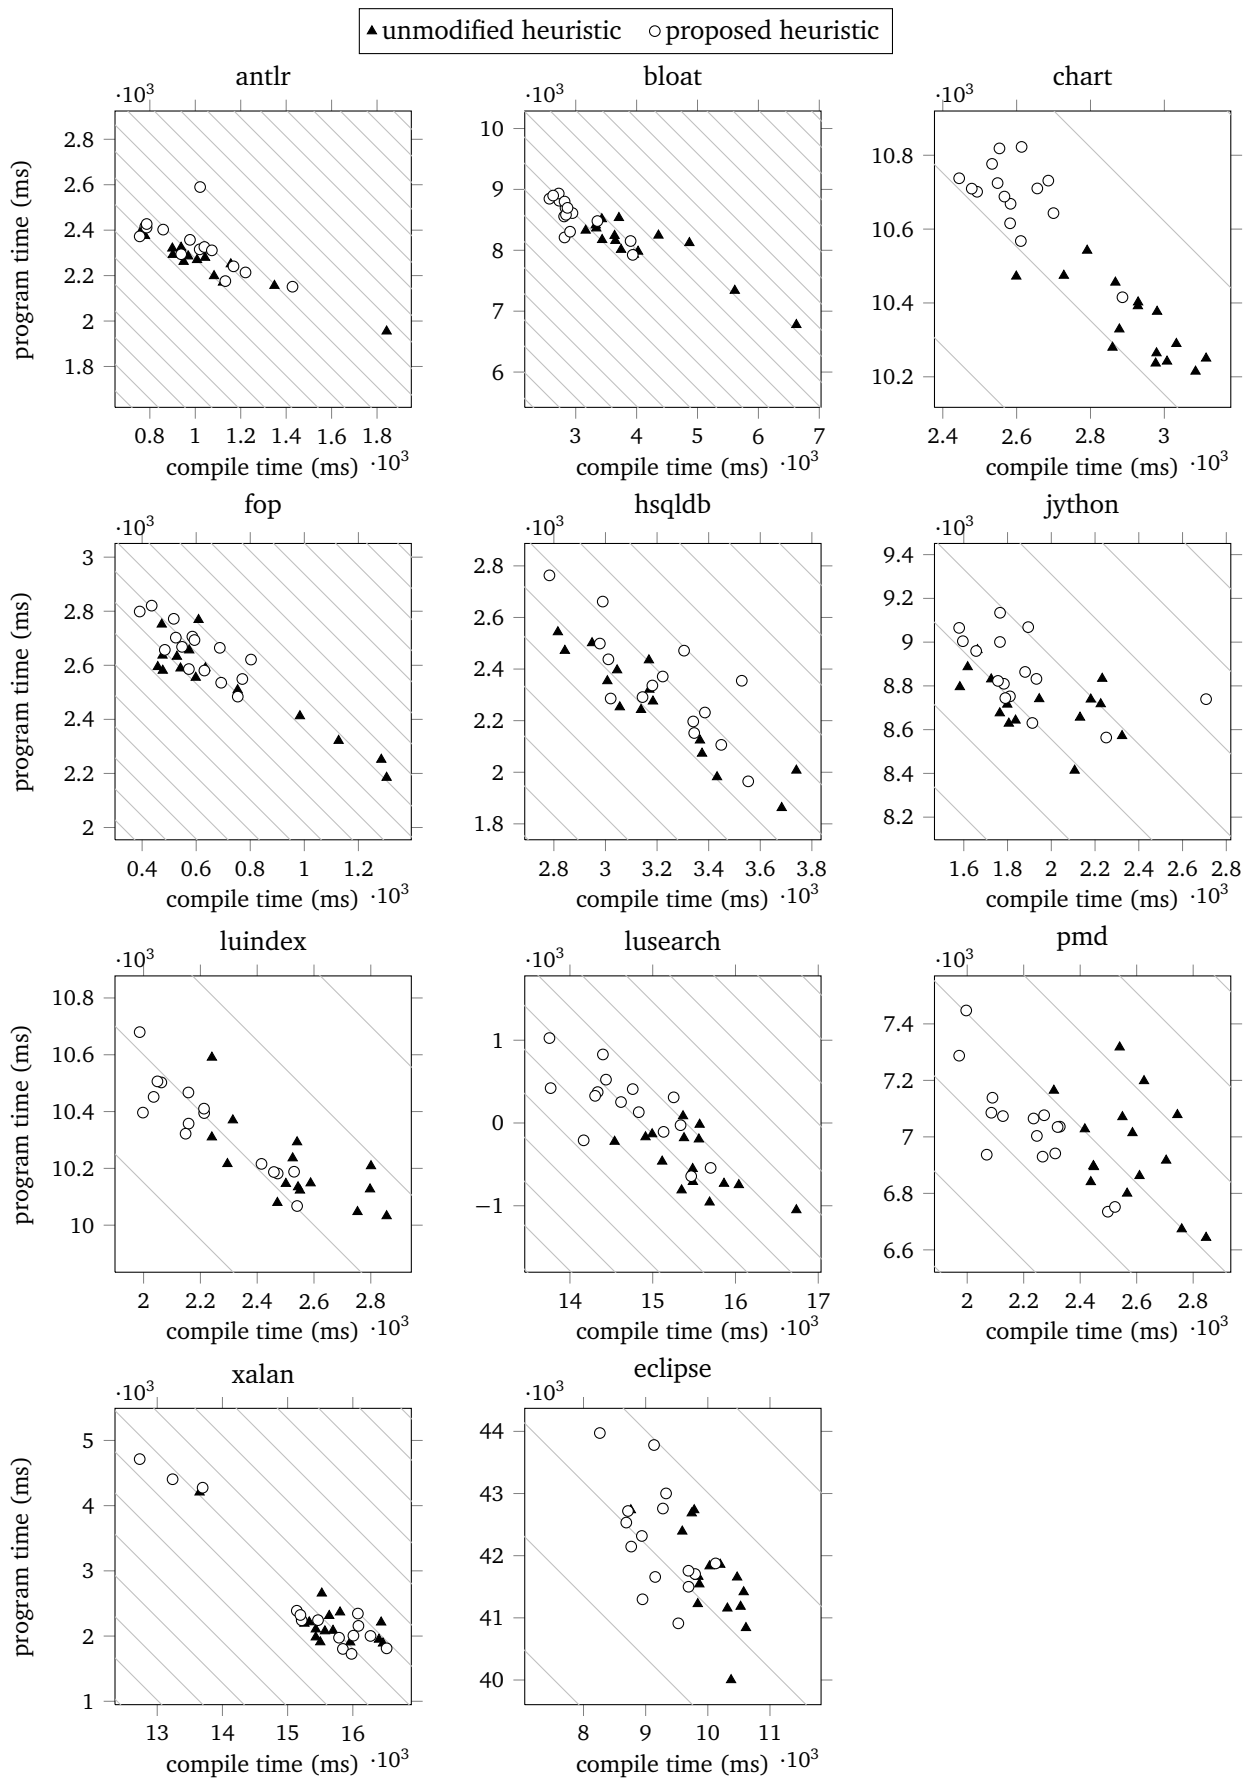 unmodified heuristic proposed heuristic
antlr bloat chart
·10³ ·10³ ·10³
program time (ms)
2.8 2.6 2.4 2.2 2 1.8
0.8 1 1.2 1.4 1.6 1.8
compile time (ms) ·10³
10 9 8 7 6
3 4 5 6 7
compile time (ms) ·10³
10.8 10.6 10.4 10.2
2.4 2.6 2.8 3
compile time (ms) ·10³
fop hsqldb jython
·10³ ·10³ ·10³
program time (ms)
3 2.8 2.6 2.4 2.2 2
0.4 0.6 0.8 1 1.2
compile time (ms) ·10³
2.8 2.6 2.4 2.2 2 1.8
2.8 3 3.2 3.4 3.6 3.8
compile time (ms) ·10³
9.4 9.2 9 8.8 8.6 8.4 8.2
1.6 1.8 2 2.2 2.4 2.6 2.8
compile time (ms) ·10³
luindex lusearch pmd
·10³ ·10³ ·10³
program time (ms)
10.8 10.6 10.4 10.2 10
2 2.2 2.4 2.6 2.8
compile time (ms) ·10³
1 0 −1
14 15 16 17
compile time (ms) ·10³
7.4 7.2 7 6.8 6.6
2 2.2 2.4 2.6 2.8
compile time (ms) ·10³
xalan eclipse
·10³ ·10³
program time (ms)
5 4 3 2 1
13 14 15 16
compile time (ms) ·10³
44 43 42 41 40
8 9 10 11
compile time (ms) ·10³